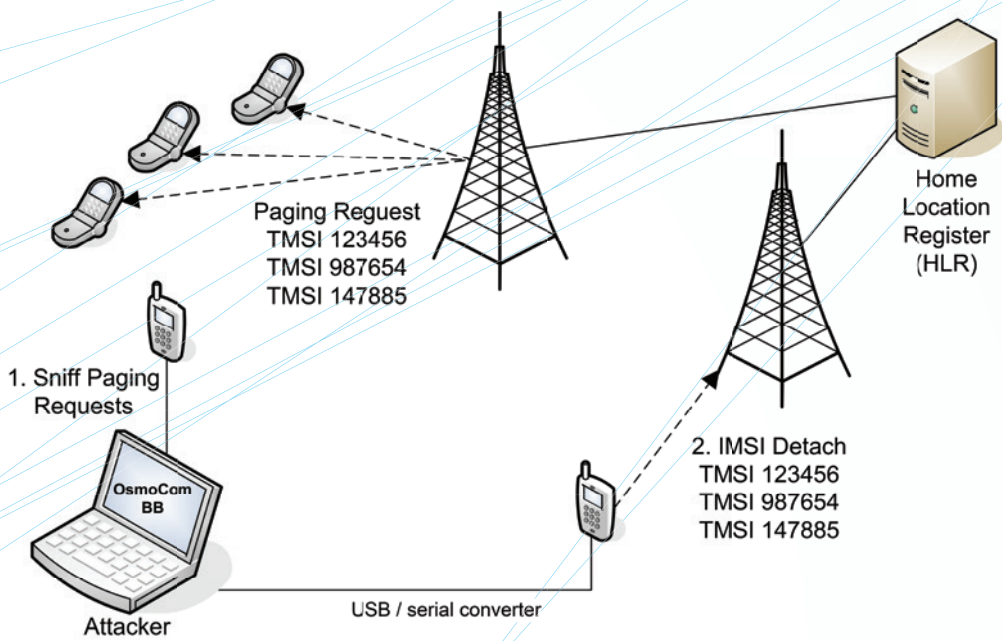 Paging Reguest
TMSI 123456
TMSI 987654
TMSI 147885
Home
Location
Register
(HLR)
1. Sniff Paging
Requests
OsmoCom
BB
Attacker
USB / serial converter
2. IMSI Detach
TMSI 123456
TMSI 987654
TMSI 147885